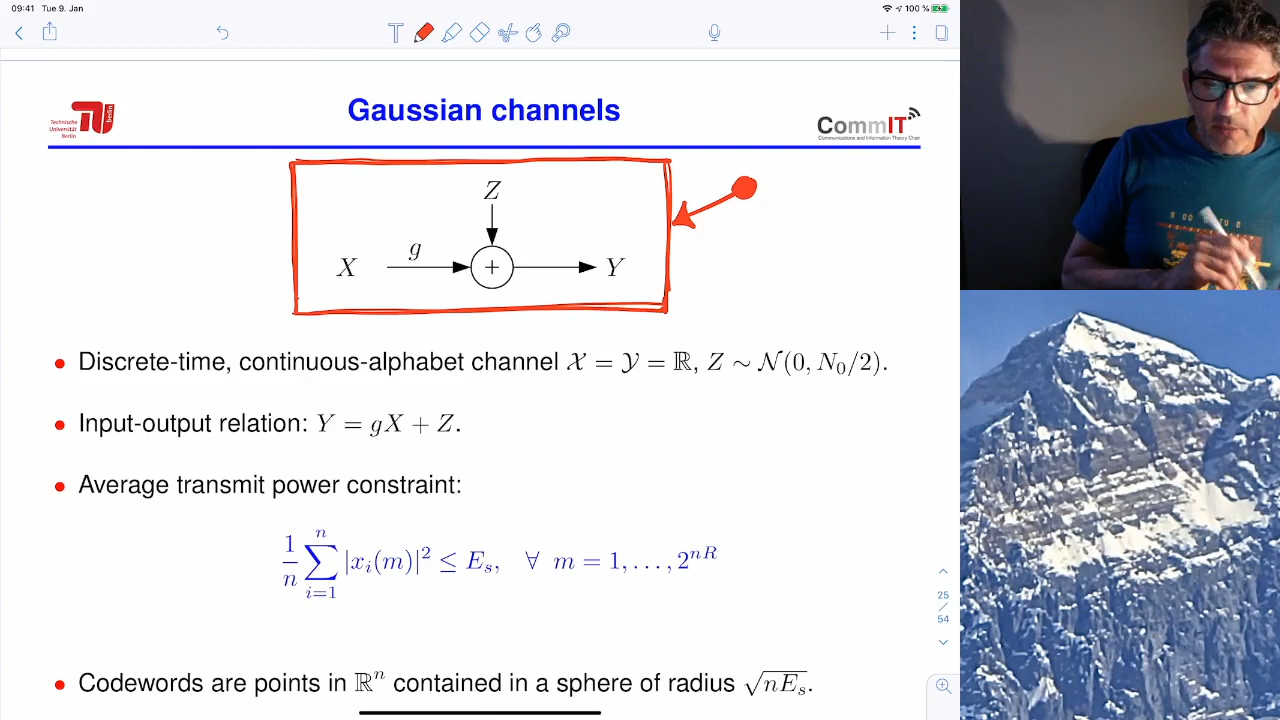 09:41 Tue 9. Jan
100 %
T
Technische
Universität
Berlin
berlin
Gaussian channels
CommIT
Communications and Information Theory Chair
Z
g
X
+
Y
• Discrete-time, continuous-alphabet channel 𝒳 = 𝒴 = ℝ, Z ∼ 𝒩(0, N₀/2).
• Input-output relation: Y = gX + Z.
• Average transmit power constraint:
1/n ∑_{i=1}^{n} |x_i(m)|² ≤ E_s, ∀ m = 1, . . . , 2^{nR}
25
/
54
• Codewords are points in ℝⁿ contained in a sphere of radius √(nE_s).